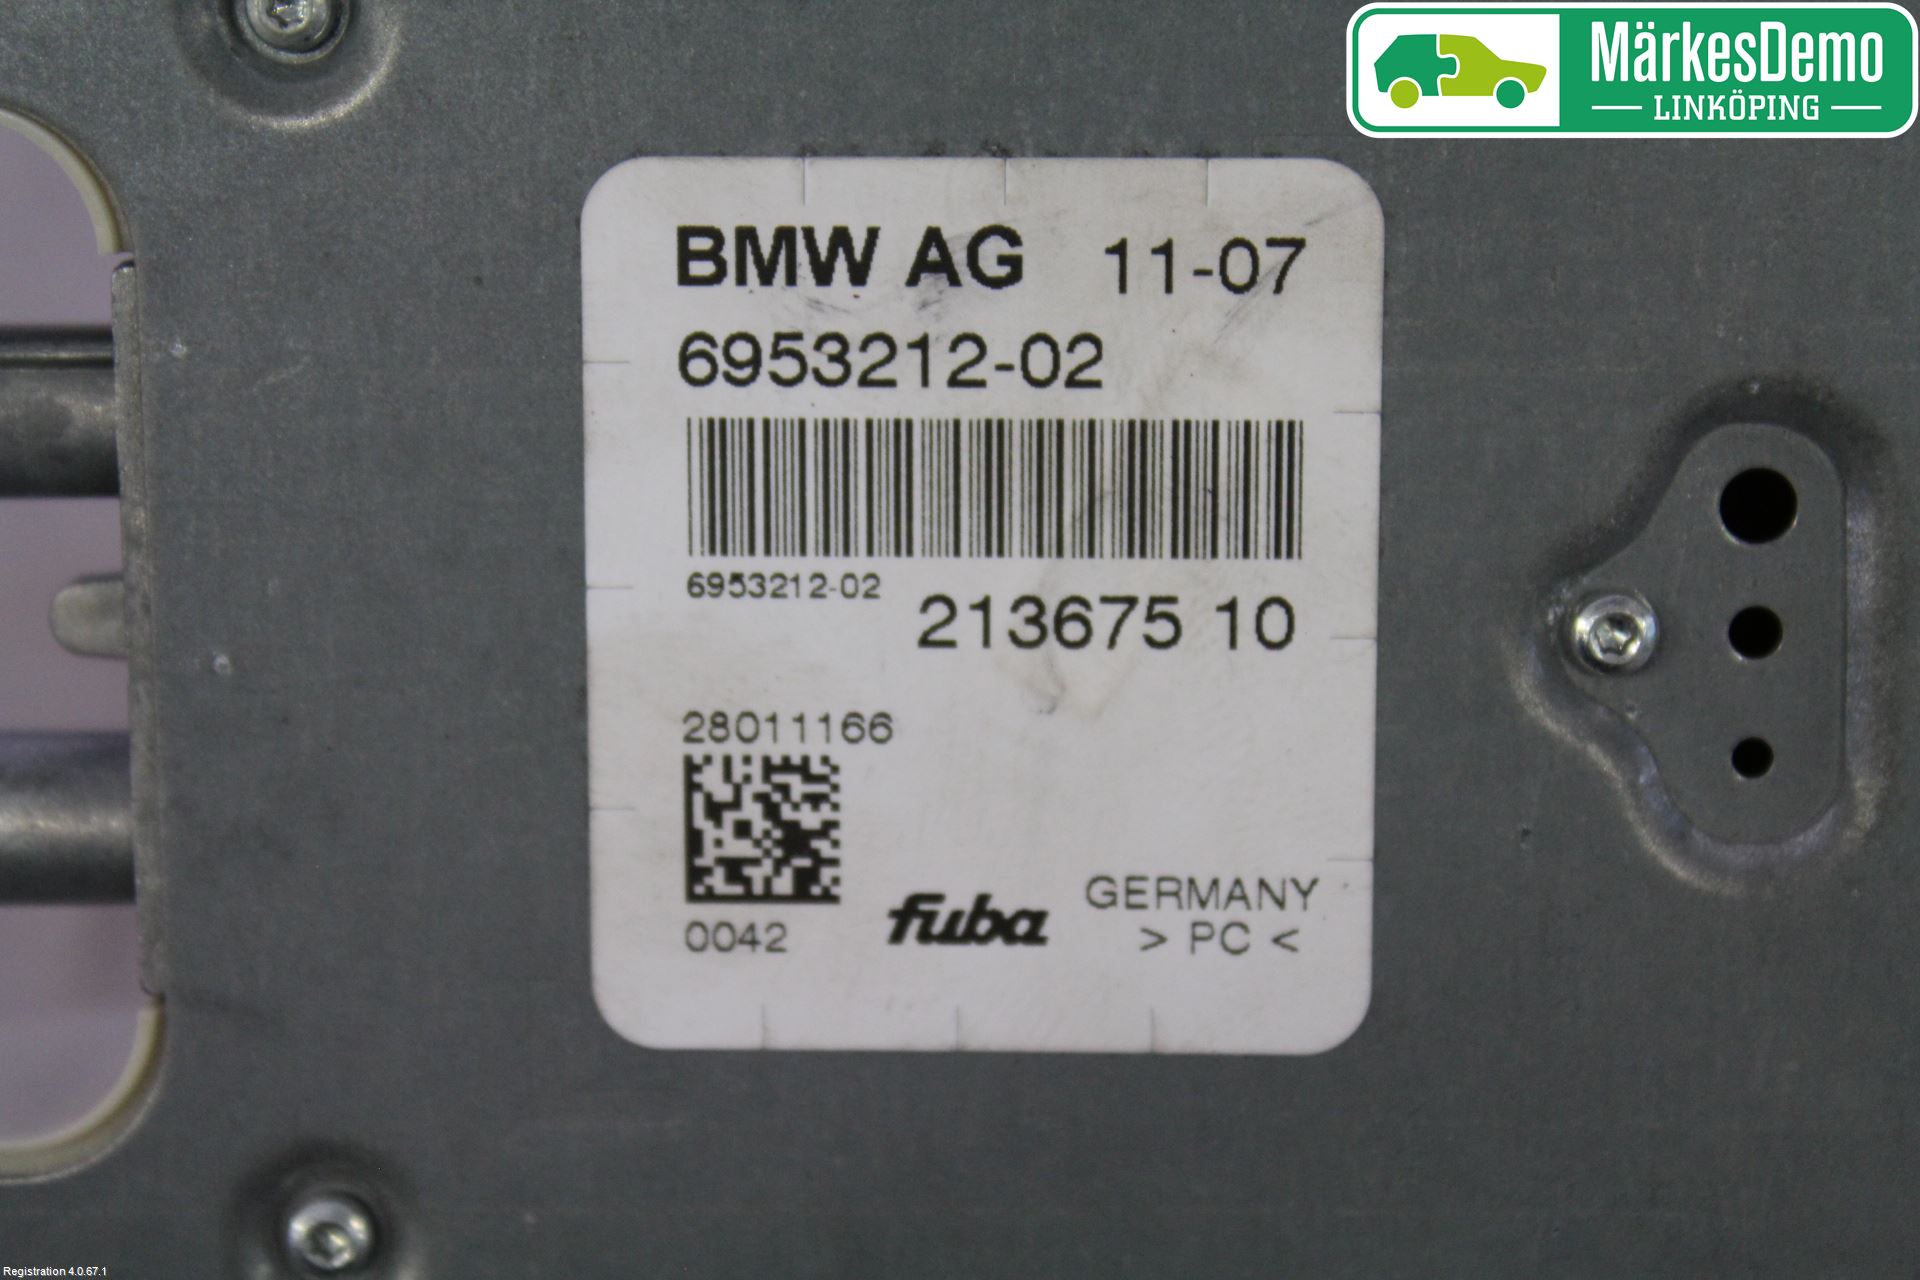 MärkesDemo
LINKÖPING
BMW AG 11-07
6953212-02
6953212-02
213675 10
28011166
0042
fuba
GERMANY
> PC <
Registration 4.0.67.1